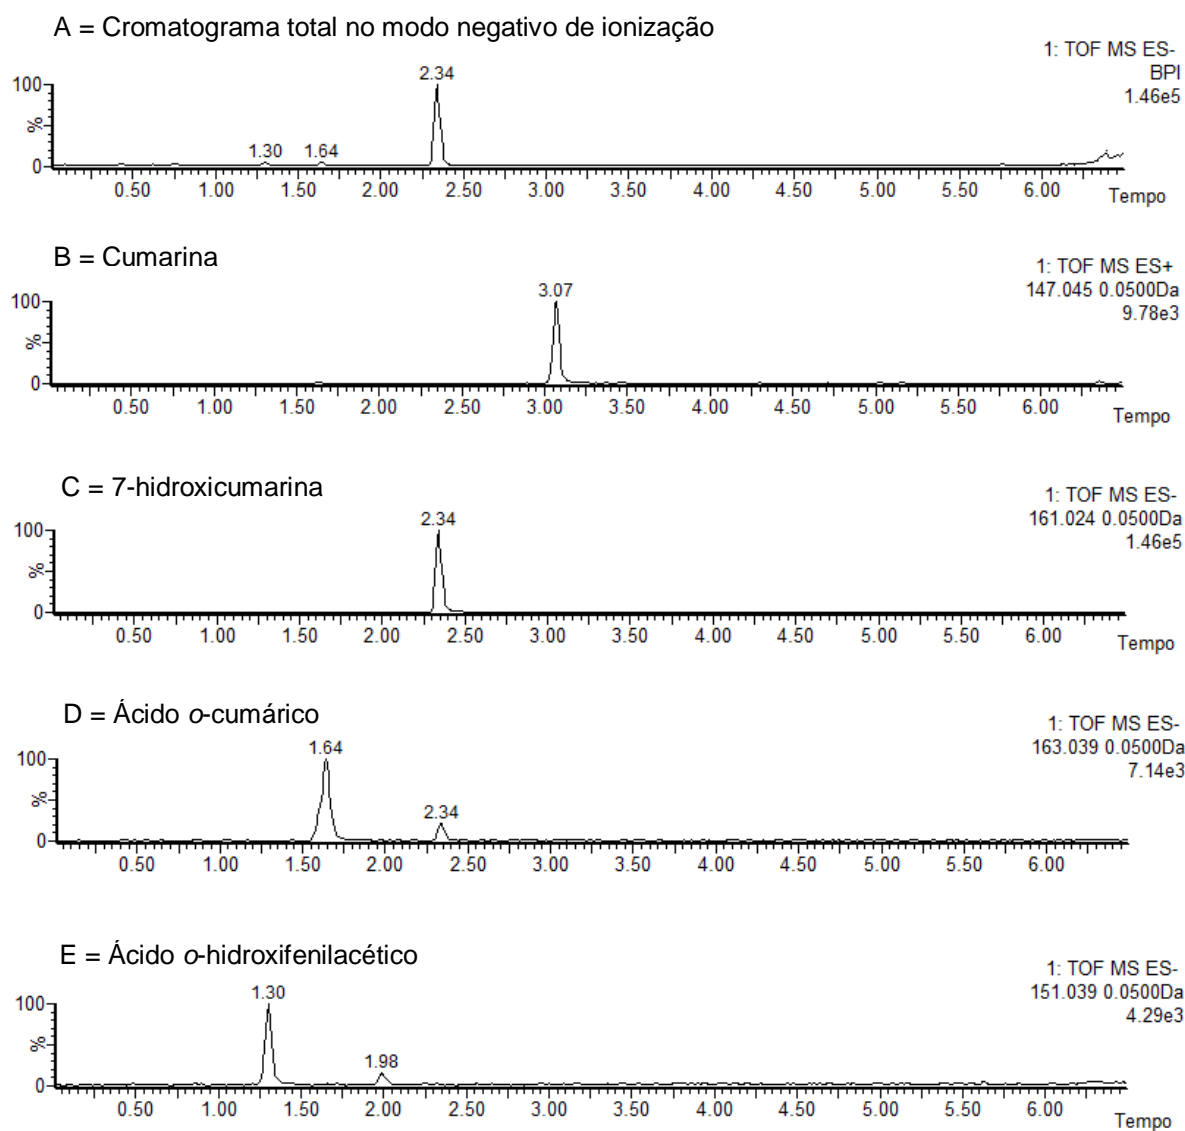 A = Cromatograma total no modo negativo de ionização
1: TOF MS ES-
BPI
1.46e5
2.34
100
%
0
1.30 1.64
0.50 1.00 1.50 2.00 2.50 3.00 3.50 4.00 4.50 5.00 5.50 6.00
Tempo
B = Cumarina
1: TOF MS ES+
147.045 0.0500Da
9.78e3
3.07
100
%
0
0.50 1.00 1.50 2.00 2.50 3.00 3.50 4.00 4.50 5.00 5.50 6.00
Tempo
C = 7-hidroxicumarina
1: TOF MS ES-
161.024 0.0500Da
1.46e5
2.34
100
%
0
0.50 1.00 1.50 2.00 2.50 3.00 3.50 4.00 4.50 5.00 5.50 6.00
Tempo
D = Ácido o-cumárico
1: TOF MS ES-
163.039 0.0500Da
7.14e3
1.64
100
%
2.34
0
0.50 1.00 1.50 2.00 2.50 3.00 3.50 4.00 4.50 5.00 5.50 6.00
Tempo
E = Ácido o-hidroxifenilacético
1: TOF MS ES-
151.039 0.0500Da
4.29e3
1.30
100
%
1.98
0
0.50 1.00 1.50 2.00 2.50 3.00 3.50 4.00 4.50 5.00 5.50 6.00
Tempo